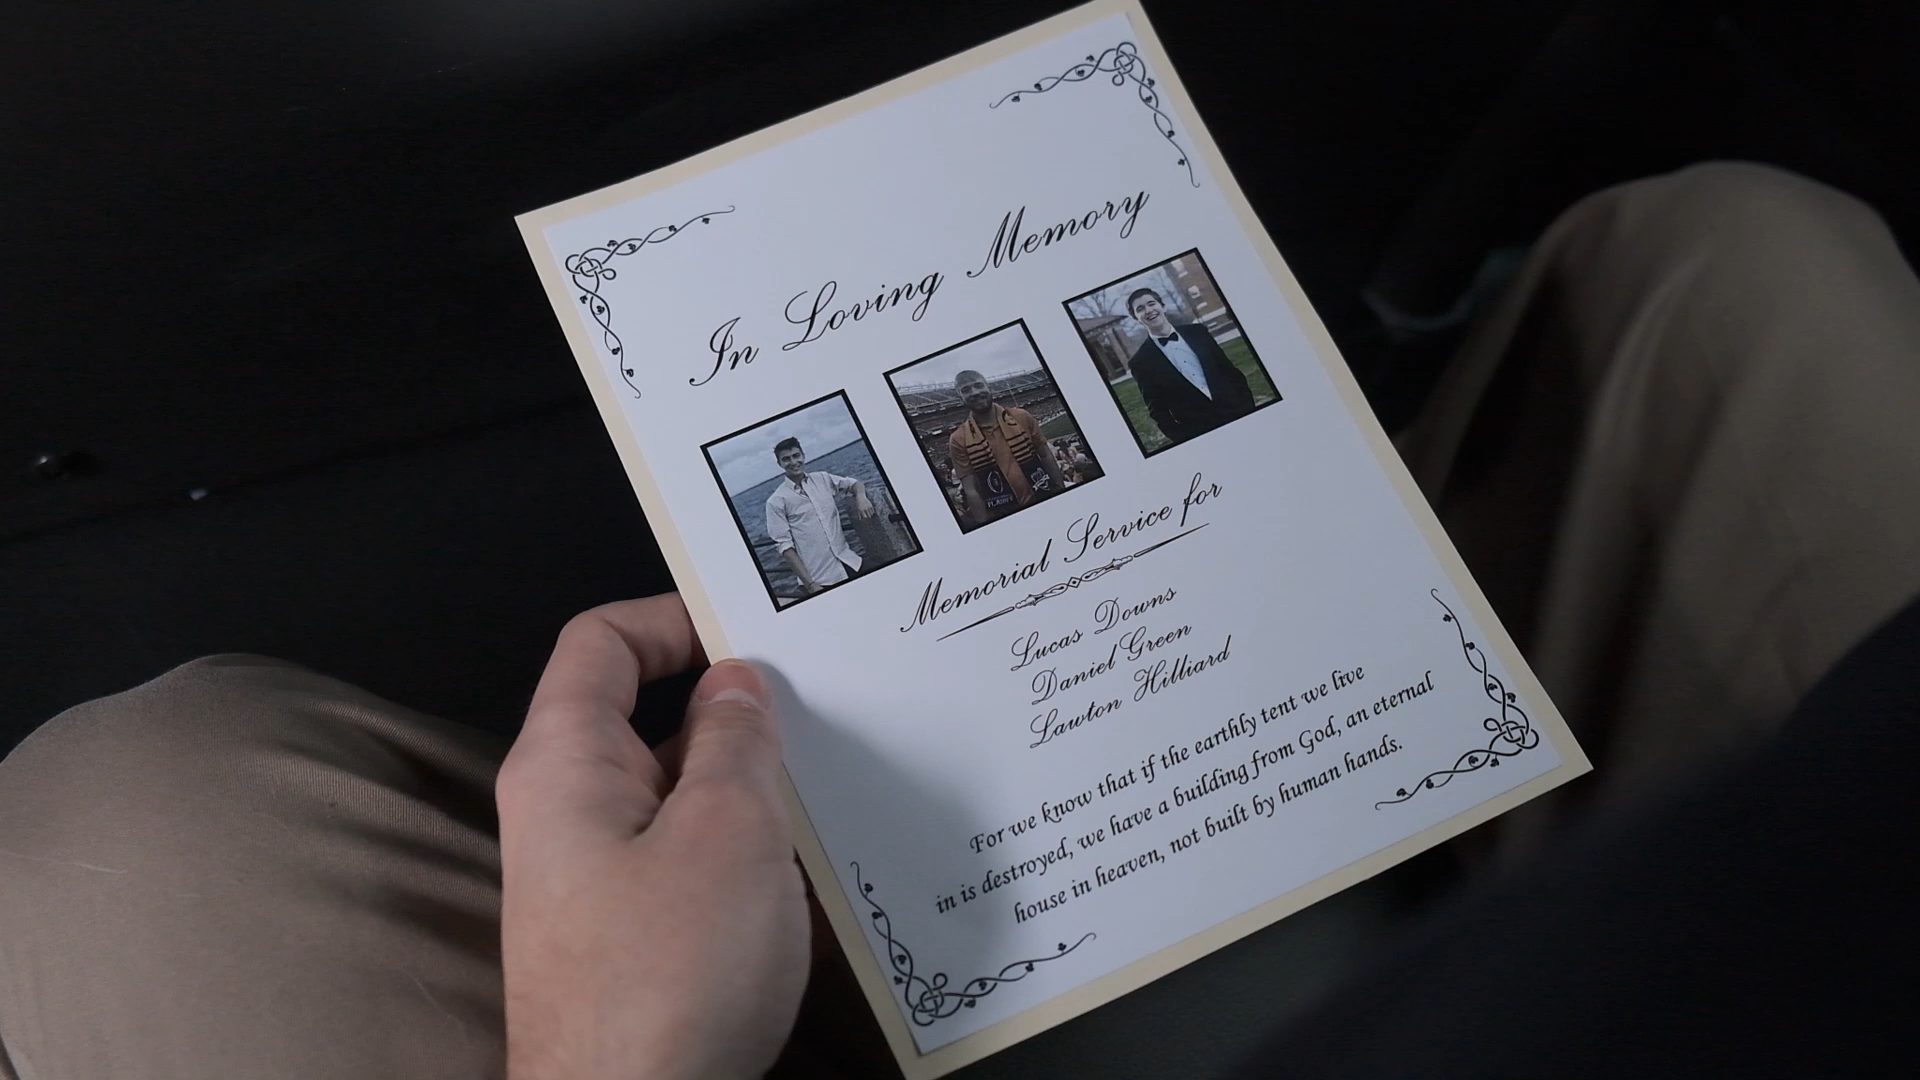 In Loving Memory
Memorial Service for
Lucas Downs
Daniel Green
Lawton Hilliard
For we know that if the earthly tent we live
in is destroyed, we have a building from God, an eternal
house in heaven, not built by human hands.